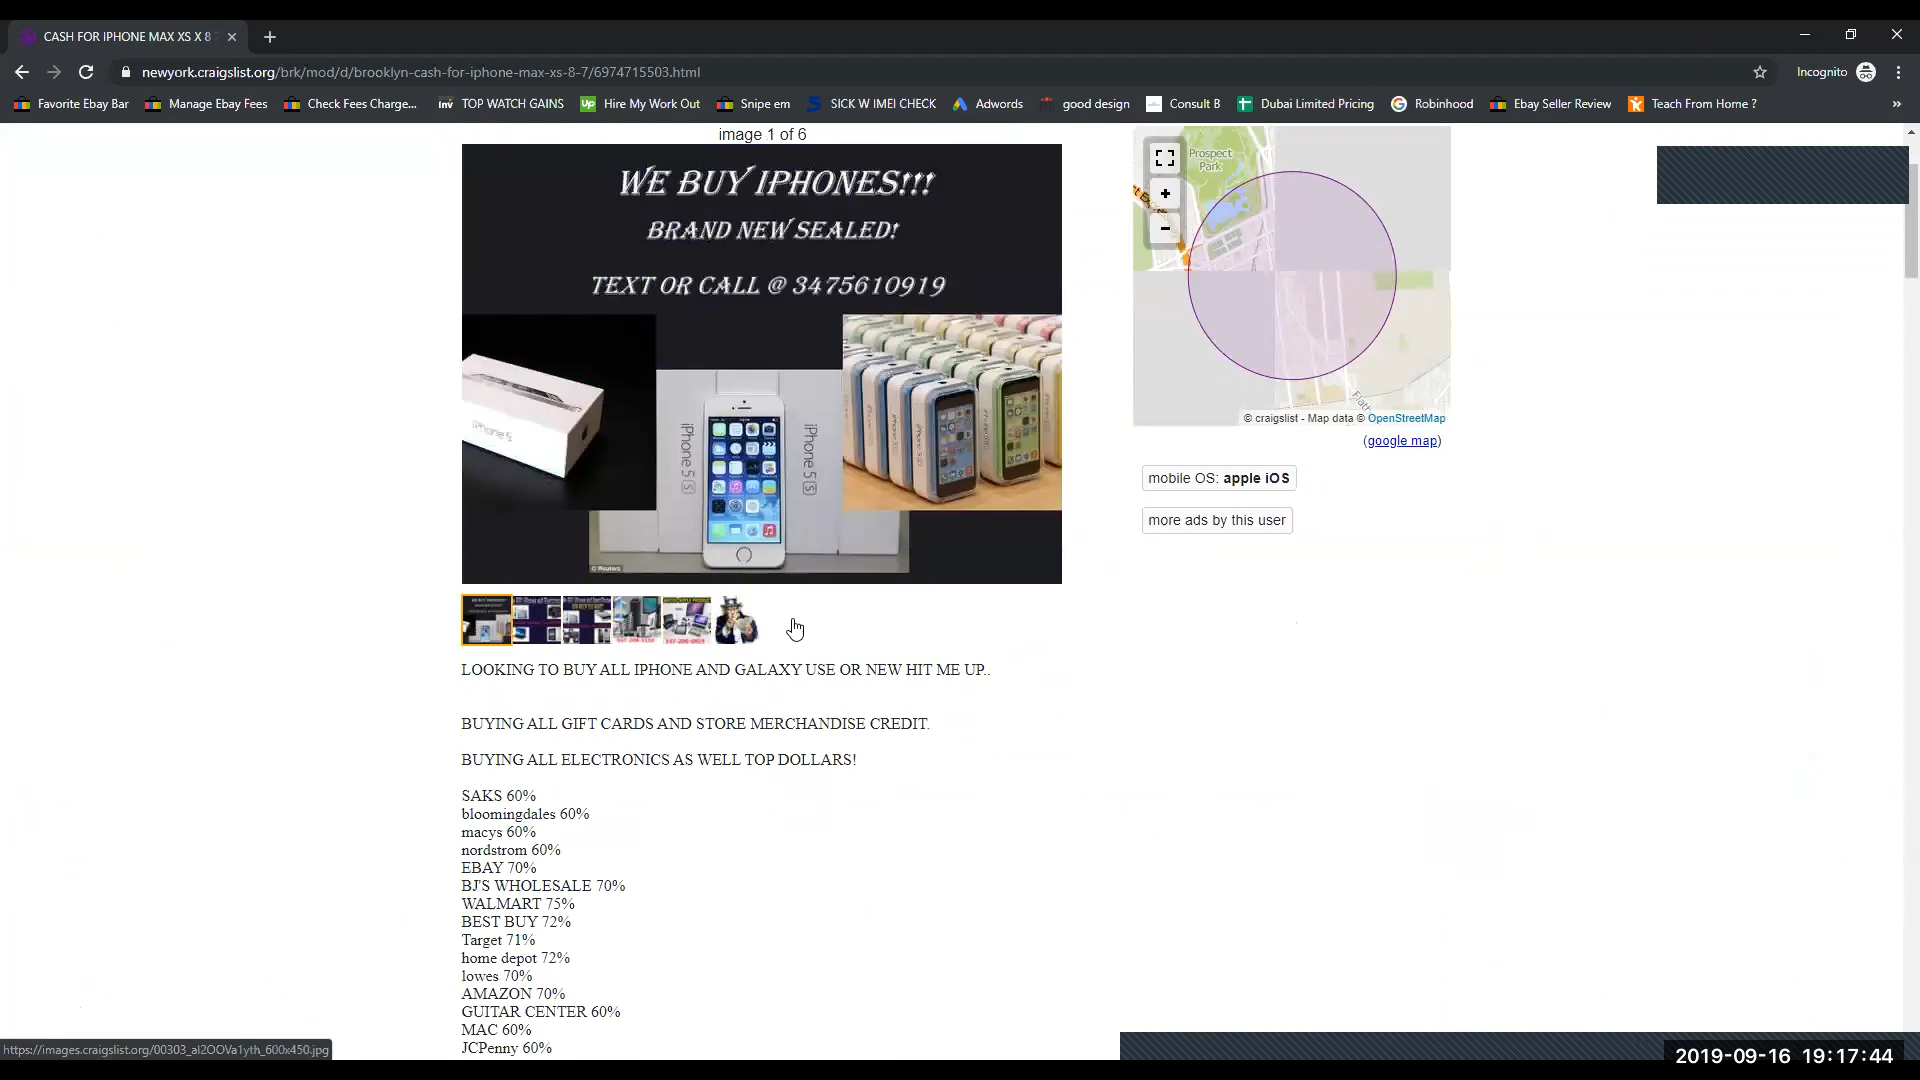 CASH FOR IPHONE MAX XS X 8
newyork.craigslist.org/brk/mod/d/brooklyn-cash-for-iphone-max-xs-8-7/6974715503.html
Incognito
Favorite Ebay Bar
Manage Ebay Fees
Check Fees Charge...
inv TOP WATCH GAINS
Up Hire My Work Out
Snipe em
S SICK W IMEI CHECK
Adwords
good design
Consult B
Dubai Limited Pricing
Robinhood
Ebay Seller Review
Teach From Home ?
»
image 1 of 6
WE BUY IPHONES!!!
BRAND NEW SEALED!
TEXT OR CALL @ 3475610919
iPhone 5
iPhone 5s
iPhone 5s
© Reuters
Prospect
Park
+
−
© craigslist - Map data © OpenStreetMap
(google map)
mobile OS: apple iOS
more ads by this user
LOOKING TO BUY ALL IPHONE AND GALAXY USE OR NEW HIT ME UP..
BUYING ALL GIFT CARDS AND STORE MERCHANDISE CREDIT.
BUYING ALL ELECTRONICS AS WELL TOP DOLLARS!
SAKS 60%
bloomingdales 60%
macys 60%
nordstrom 60%
EBAY 70%
BJ'S WHOLESALE 70%
WALMART 75%
BEST BUY 72%
Target 71%
home depot 72%
lowes 70%
AMAZON 70%
GUITAR CENTER 60%
MAC 60%
JCPenny 60%
https://images.craigslist.org/00303_al2OOVa1yth_600x450.jpg
2019-09-16 19:17:44